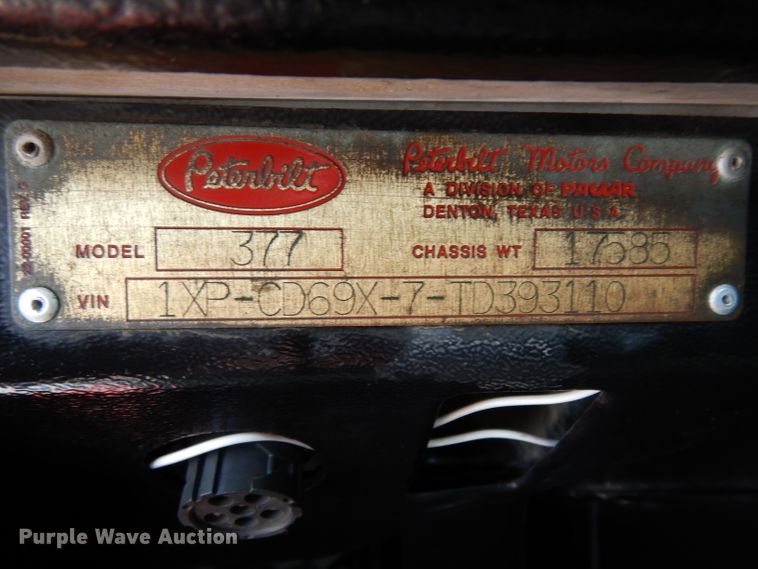 Peterbilt
Peterbilt Motors Company
A DIVISION OF PACCAR
DENTON, TEXAS U.S.A.
MODEL 377
CHASSIS WT 17585
VIN 1XP-CD69X-7-TD393110
Purple Wave Auction